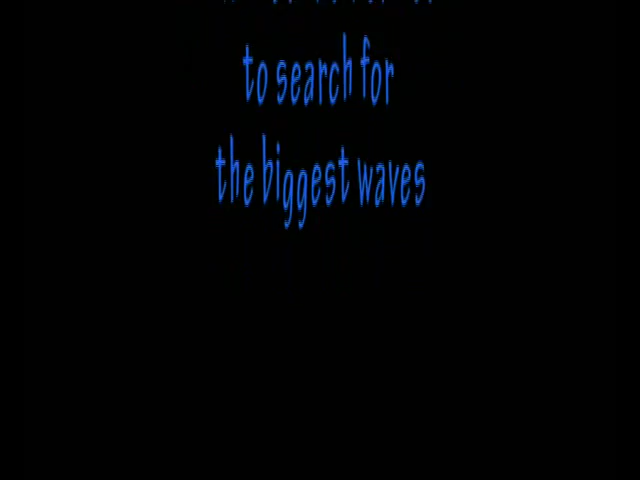 to search for
the biggest waves